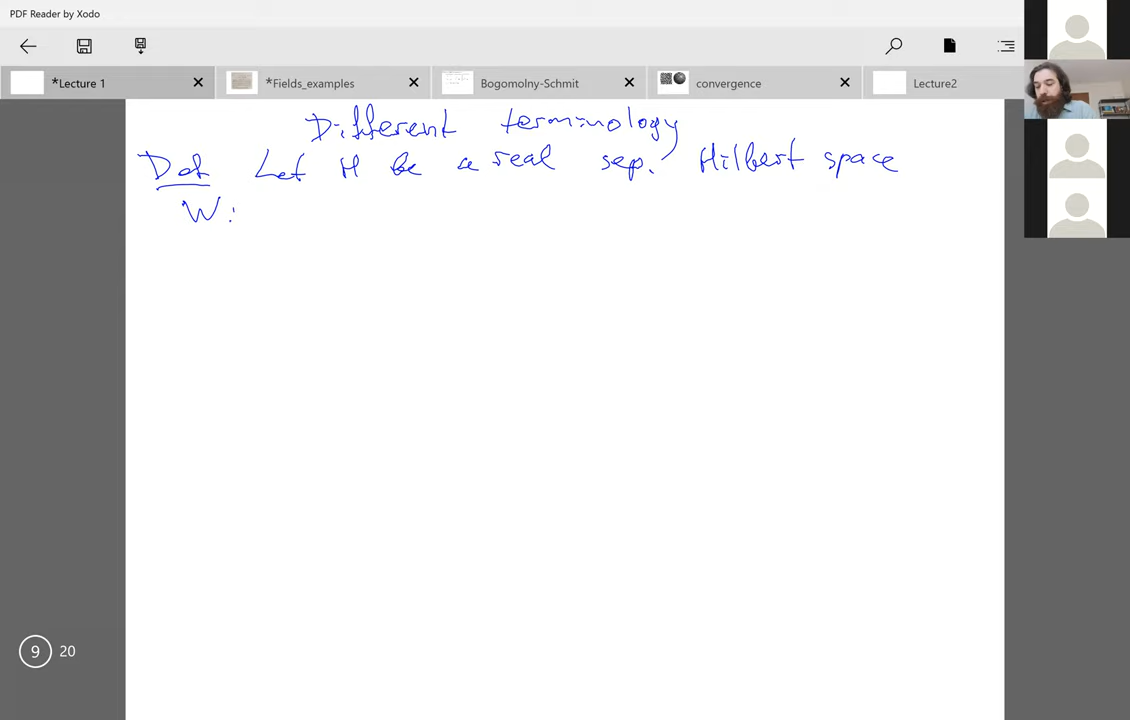 PDF Reader by Xodo
*Lecture 1
*Fields_examples
Bogomolny-Schmit
convergence
Lecture2
Different terminology
Def Let H be a real sep. Hilbert space
W:
9 20